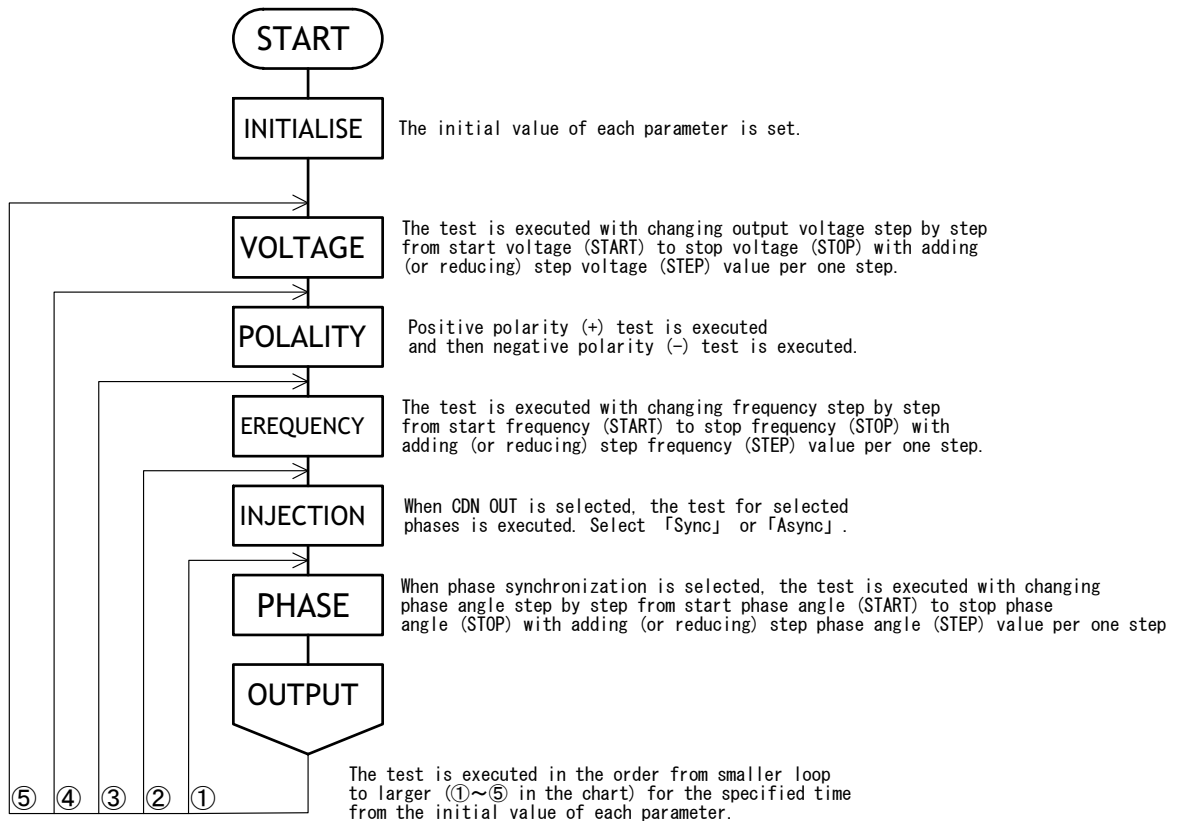 START
INITIALISE
The initial value of each parameter is set.
VOLTAGE
The test is executed with changing output voltage step by step
from start voltage (START) to stop voltage (STOP) with adding
(or reducing) step voltage (STEP) value per one step.
POLALITY
Positive polarity (+) test is executed
and then negative polarity (−) test is executed.
EREQUENCY
The test is executed with changing frequency step by step
from start frequency (START) to stop frequency (STOP) with
adding (or reducing) step frequency (STEP) value per one step.
INJECTION
When CDN OUT is selected, the test for selected
phases is executed. Select 「Sync」 or「Async」.
PHASE
When phase synchronization is selected, the test is executed with changing
phase angle step by step from start phase angle (START) to stop phase
angle (STOP) with adding (or reducing) step phase angle (STEP) value per one step
OUTPUT
⑤ ④ ③ ② ①
The test is executed in the order from smaller loop
to larger (①~⑤ in the chart) for the specified time
from the initial value of each parameter.